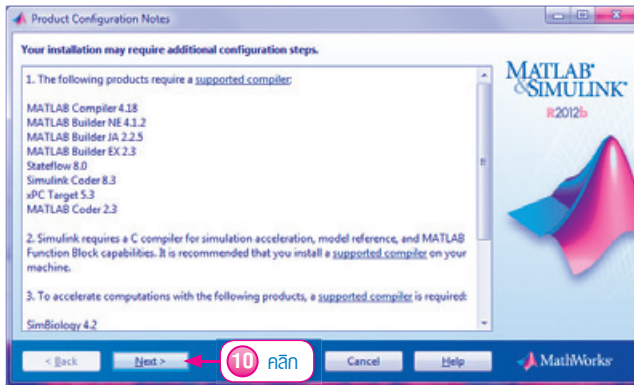 Product Configuration Notes
Your installation may require additional configuration steps.
1. The following products require a supported compiler:
MATLAB Compiler 4.18
MATLAB Builder NE 4.1.2
MATLAB Builder JA 2.2.5
MATLAB Builder EX 2.3
Stateflow 8.0
Simulink Coder 8.3
xPC Target 5.3
MATLAB Coder 2.3
2. Simulink requires a C compiler for simulation acceleration, model reference, and MATLAB
Function Block capabilities. It is recommended that you install a supported compiler on your
machine.
3. To accelerate computations with the following products, a supported compiler is required:
SimBiology 4.2
MATLAB®
&SIMULINK®
R2012b
< Back
Next >
10 คลิก
Cancel
Help
MathWorks®